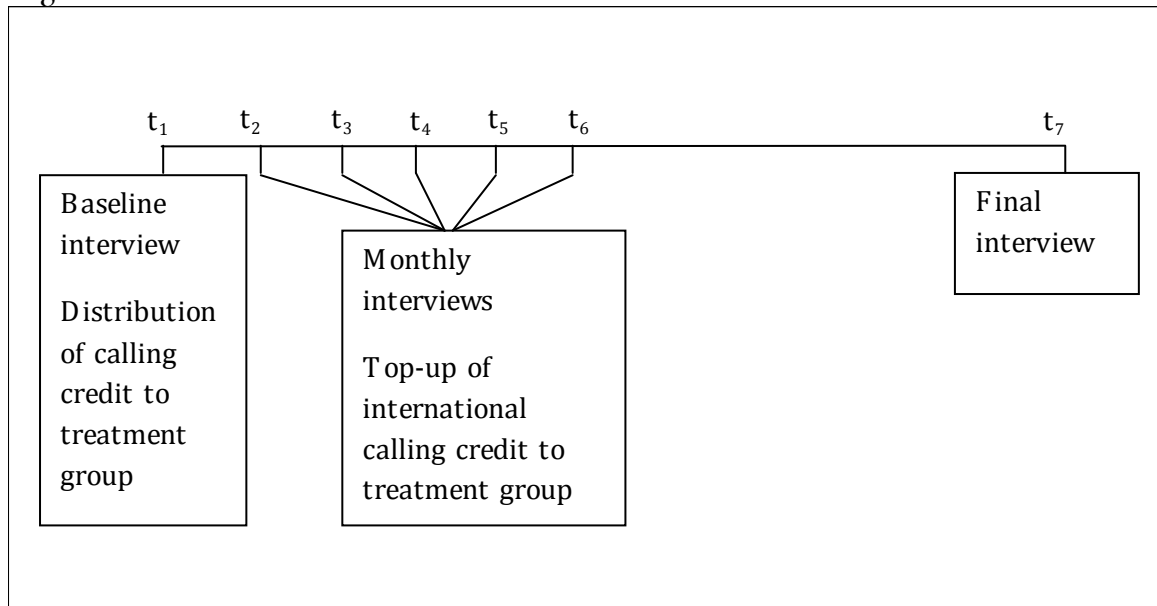 t₁ t₂ t₃ t₄ t₅ t₆ t₇
Baseline
interview
Distribution
of calling
credit to
treatment
group
Monthly
interviews
Top-up of
international
calling credit to
treatment group
Final
interview